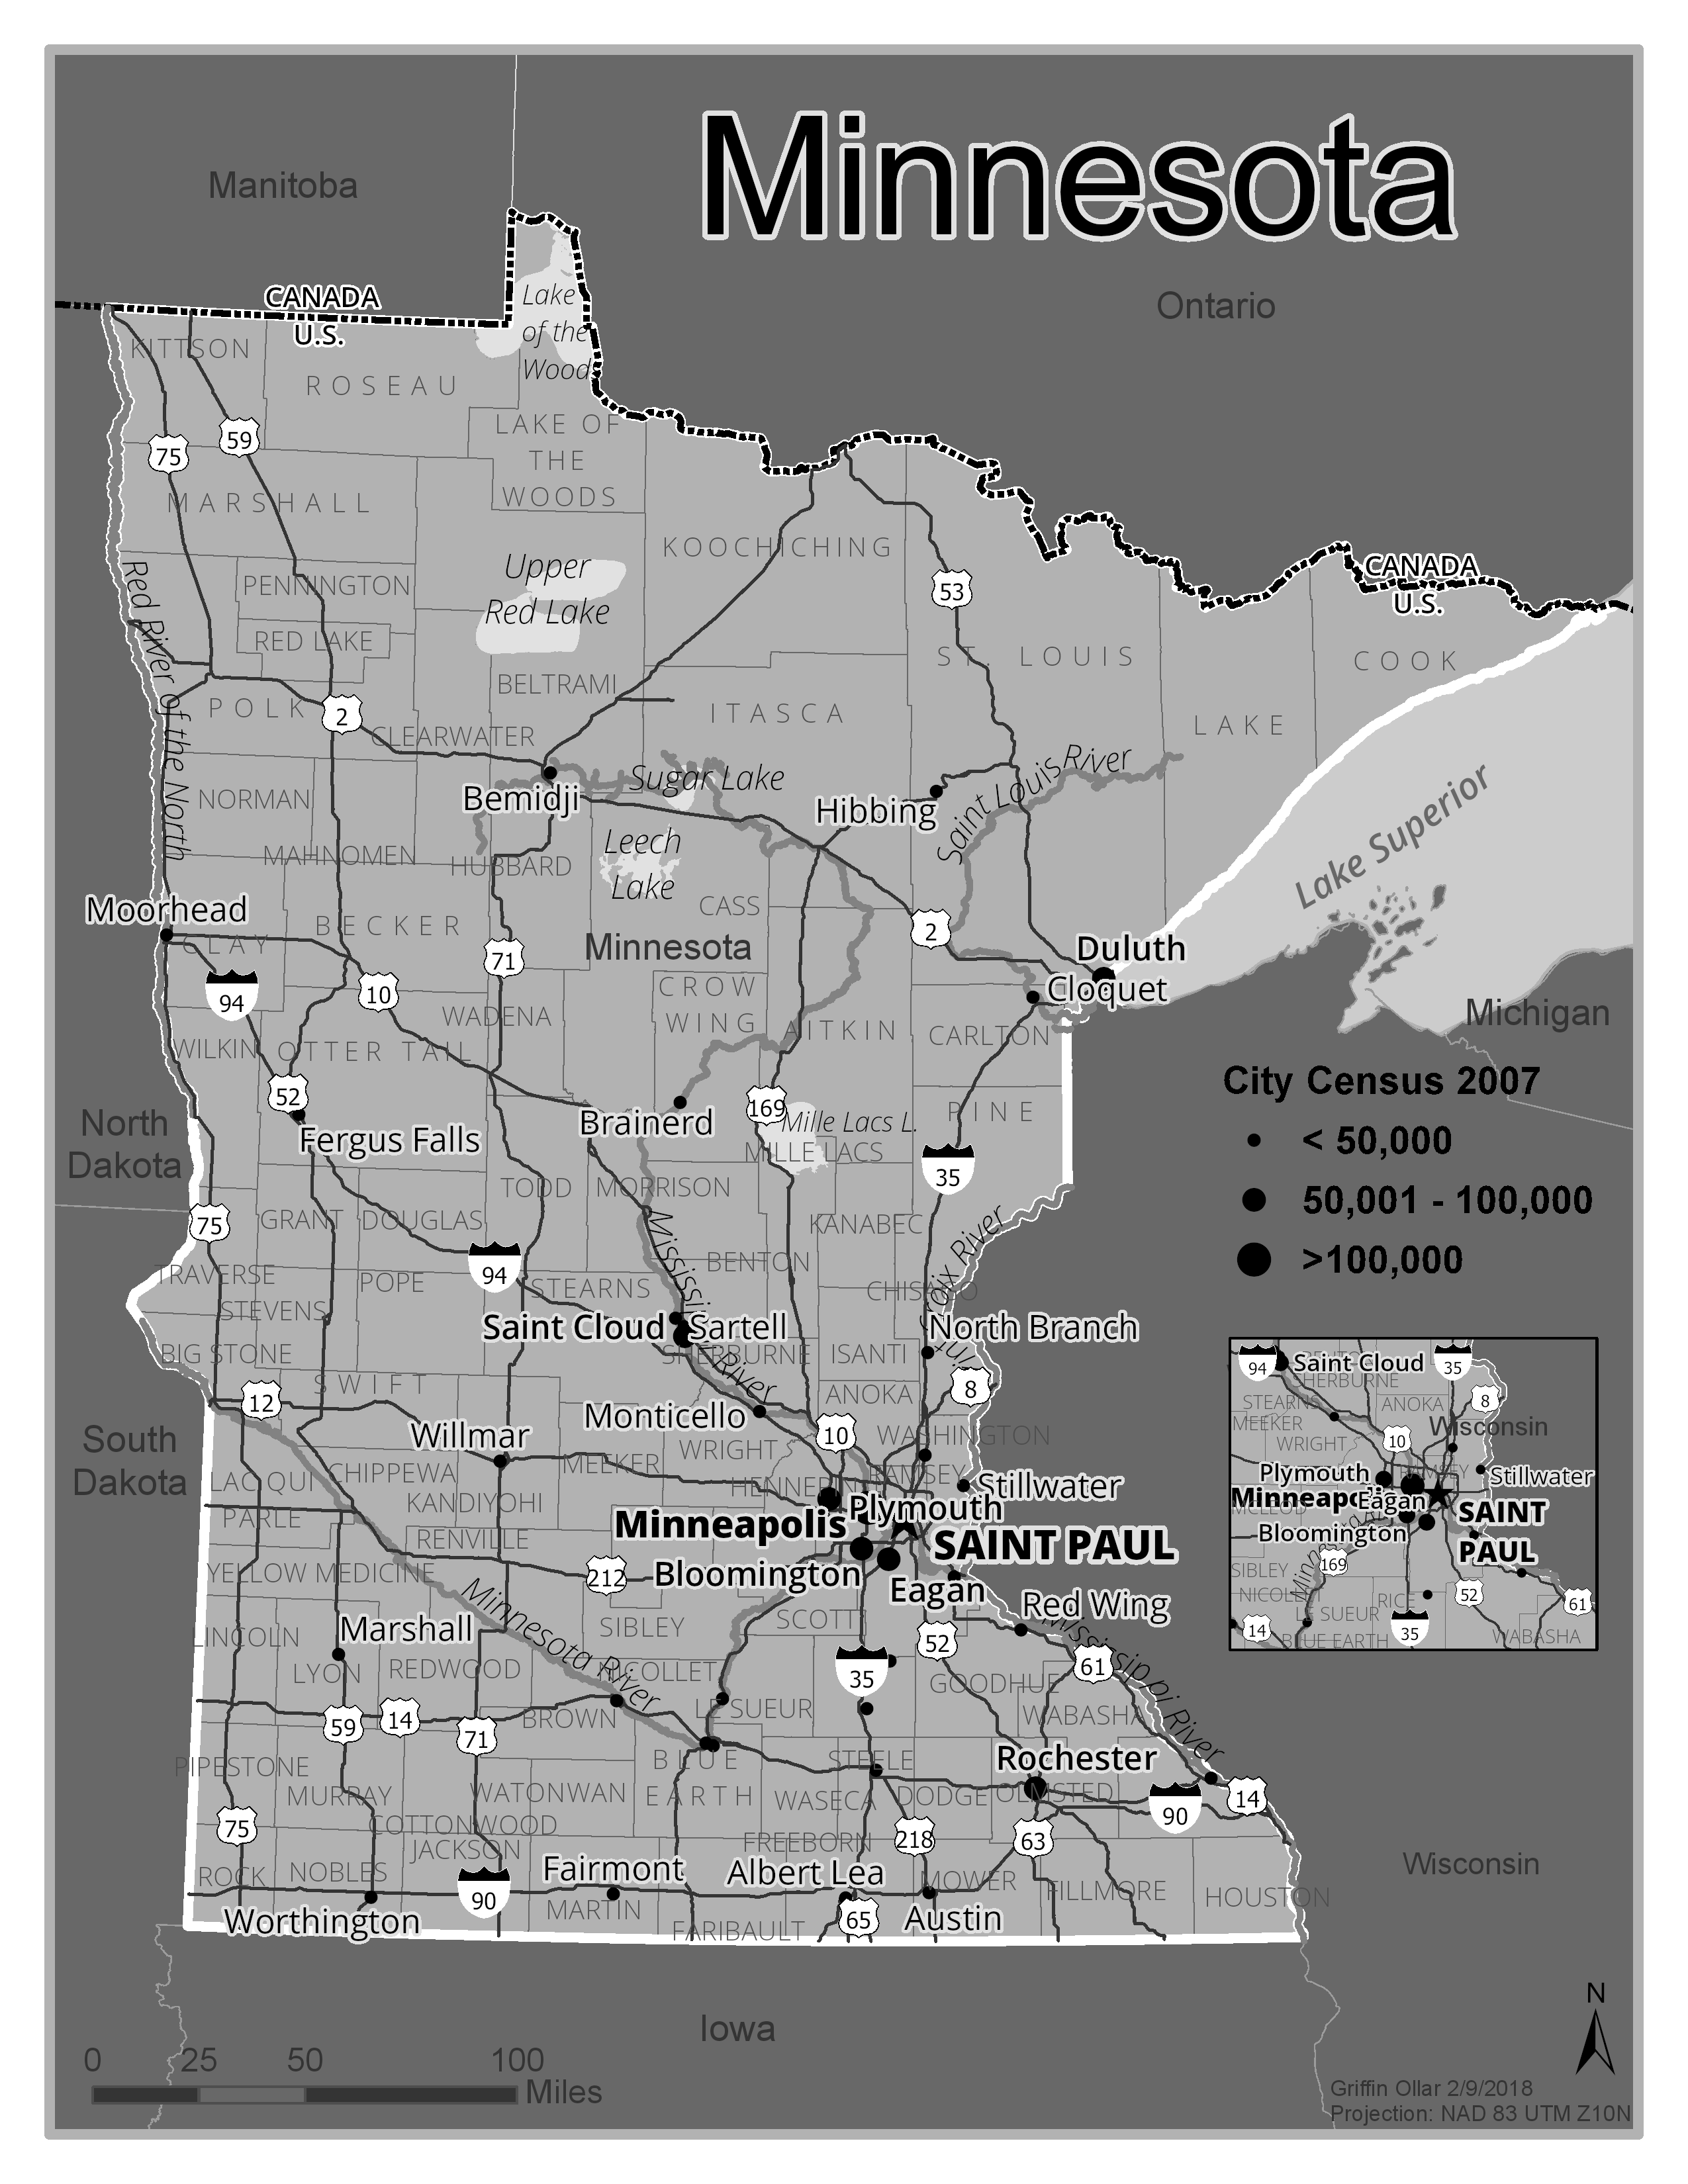 Minnesota
Manitoba
Ontario
CANADA
U.S.
Lake
of the
Wood
KITTSON
ROSEAU
LAKE OF
THE
WOODS
59
75
MARSHALL
KOOCHICHING
CANADA
U.S.
Upper
Red Lake
53
PENNINGTON
RED LAKE
Red River of the North
ST. LOUIS
COOK
BELTRAMI
POLK
2
ITASCA
LAKE
CLEARWATER
Saint Louis River
Sugar Lake
Bemidji
Hibbing
NORMAN
Leech
Lake
Lake Superior
MAHNOMEN
HUBBARD
CASS
Moorhead
BECKER
CLAY
2
Minnesota
71
Duluth
Cloquet
94
10
CROW
WING
Michigan
WADENA
AITKIN
CARLTON
WILKIN
OTTER TAIL
City Census 2007
52
169
PINE
North
Dakota
Brainerd
Mille Lacs L.
< 50,000
Fergus Falls
MILLE LACS
35
TODD
MORRISON
50,001 - 100,000
75
GRANT
DOUGLAS
KANABEC
94
BENTON
>100,000
TRAVERSE
POPE
STEARNS
CHISAGO
STEVENS
Mississi
River
roix River
Saint Cloud
Sartell
North Branch
BIG STONE
SHERBURNE
ISANTI
SWIFT
8
12
ANOKA
Monticello
10
Willmar
WASHINGTON
South
Dakota
WRIGHT
LAC QUI
CHIPPEWA
MEEKER
RAMSEY
HENNEPI
Stillwater
KANDIYOHI
PARLE
Plymouth
Minneapolis
RENVILLE
SAINT PAUL
YELLOW MEDICINE
212
Bloomington
Eagan
Minnesota River
Red Wing
SCOTT
SIBLEY
Marshall
LINCOLN
52
61
Mississippi River
LYON
REDWOOD
NICOLLET
35
GOODHUE
LE SUEUR
WABASHA
59
14
71
BROWN
Rochester
PIPESTONE
BLUE
EARTH
STEELE
MURRAY
WATONWAN
WASECA
DODGE
OLMSTED
90
14
75
COTTONWOOD
JACKSON
FREEBORN
218
63
ROCK
NOBLES
90
Fairmont
Albert Lea
MOWER
FILLMORE
HOUSTON
MARTIN
Worthington
FARIBAULT
65
Austin
Wisconsin
94
Saint Cloud
35
SHERBURNE
STEARNS
ANOKA
8
MEEKER
Wisconsin
WRIGHT
10
Plymouth
RAMSEY
Stillwater
Minneapolis
Eagan
MCLEOD
SAINT
PAUL
Bloomington
169
SIBLEY
NICOLLET
RICE
52
61
LE SUEUR
14
BLUE EARTH
35
WABASHA
Iowa
N
0 25 50 100
Miles
Griffin Ollar 2/9/2018
Projection: NAD 83 UTM Z10N